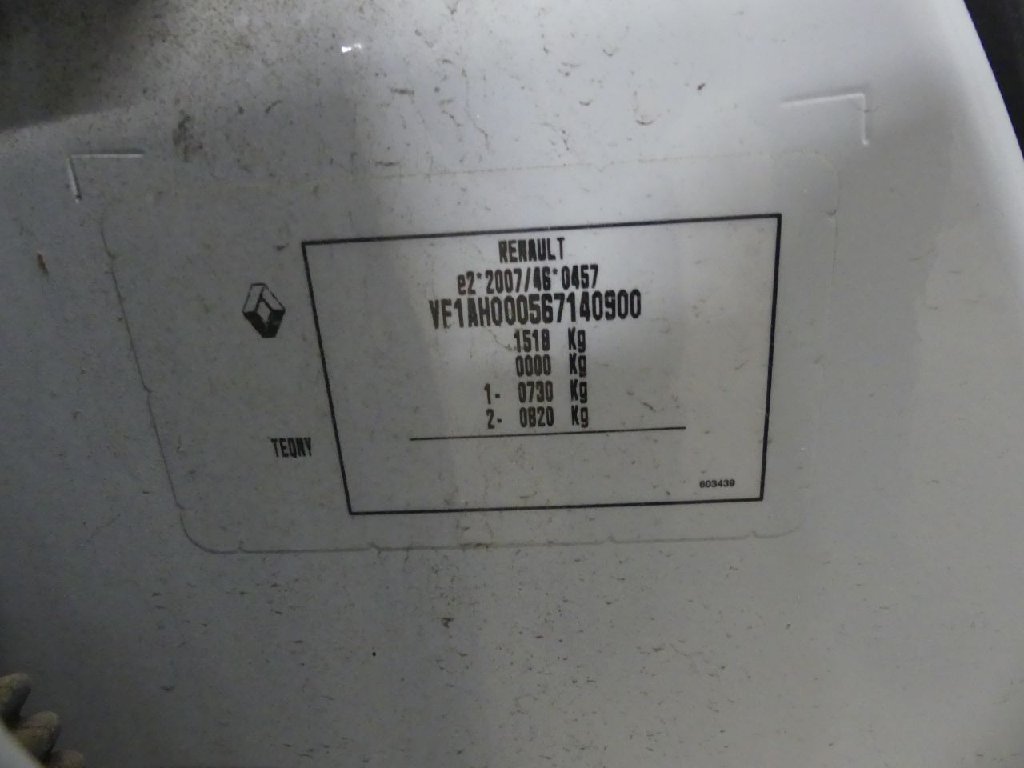 RENAULT
e2*2007/46*0457
VF1AH000567140900
1518 Kg
0000 Kg
1- 0730 Kg
2- 0820 Kg
TEQNY
603439